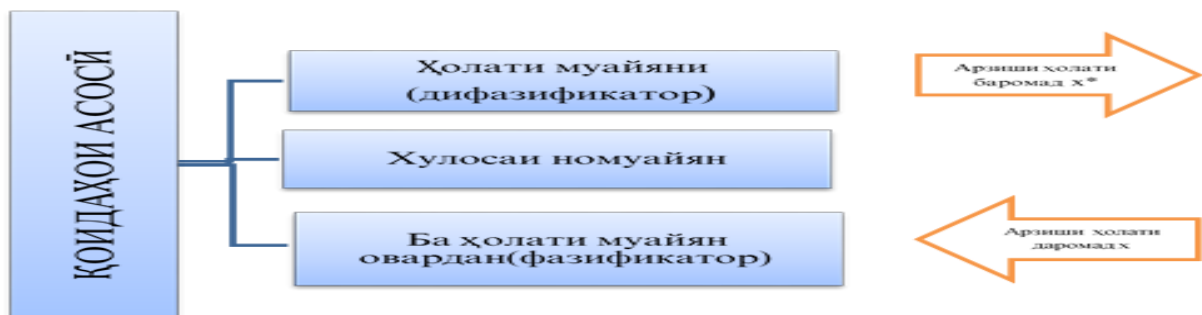 ҚОИДАҲОИ АСОСӢ
Ҳолати муайяни
(дифазификатор)
Арзиши ҳолати
баромад x*
Хулосаи номуайян
Ба ҳолати муайян
овардан(фазификатор)
Арзиши ҳолати
даромад x